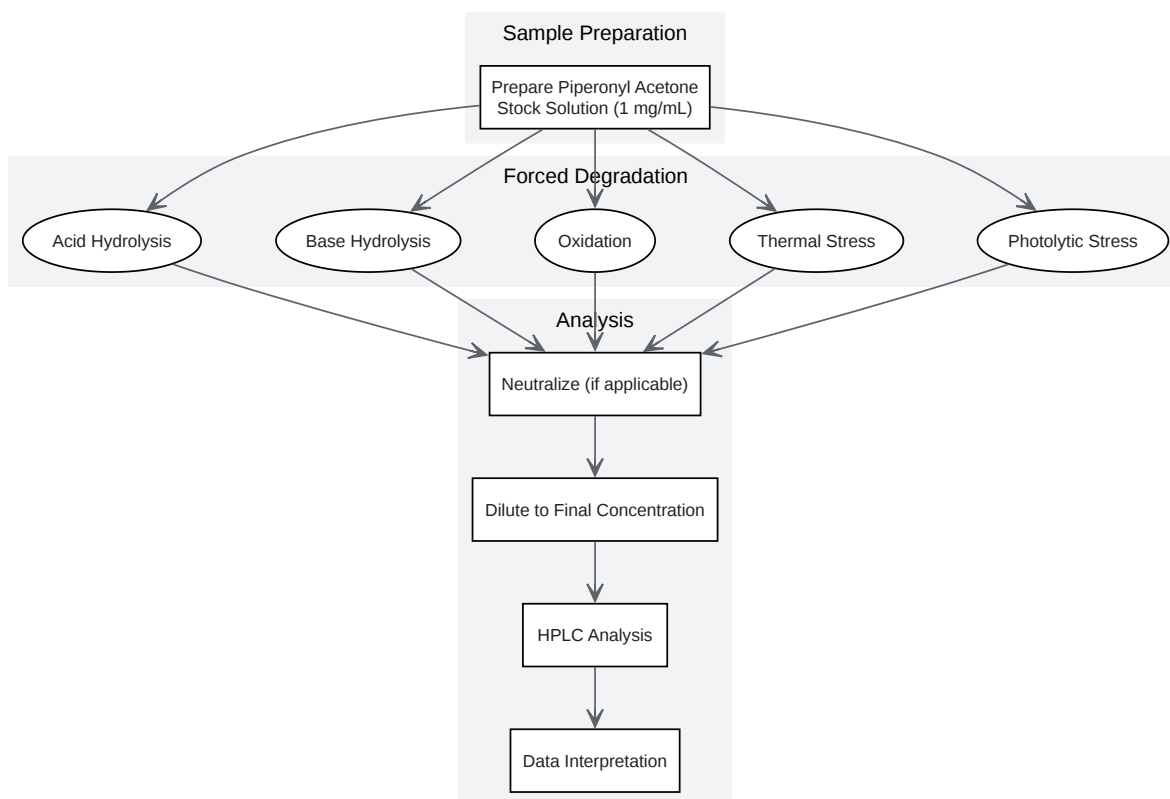 Sample Preparation
Prepare Piperonyl Acetone
Stock Solution (1 mg/mL)
Forced Degradation
Acid Hydrolysis
Base Hydrolysis
Oxidation
Thermal Stress
Photolytic Stress
Analysis
Neutralize (if applicable)
Dilute to Final Concentration
HPLC Analysis
Data Interpretation